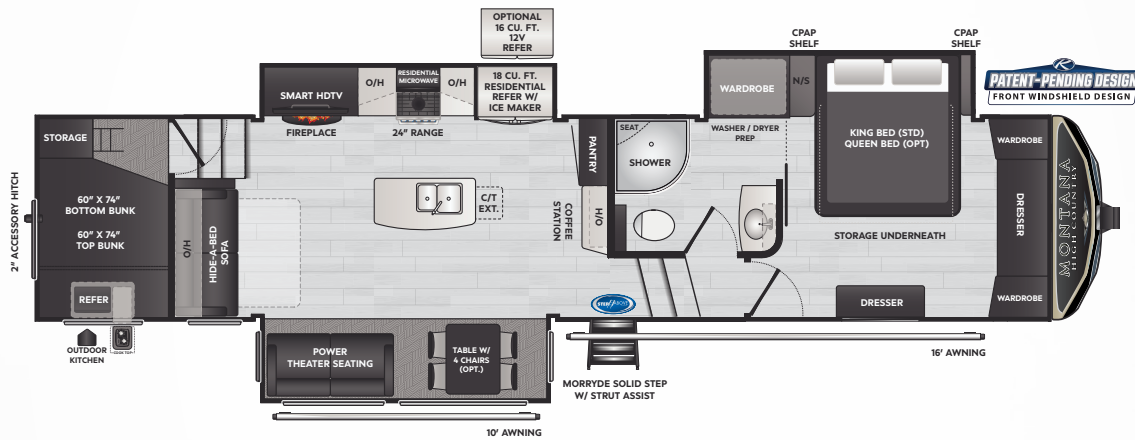 OPTIONAL
16 CU. FT.
12V
REFER
CPAP
SHELF
CPAP
SHELF
PATENT-PENDING DESIGN
FRONT WINDSHIELD DESIGN
SMART HDTV
O/H
RESIDENTIAL
MICROWAVE
O/H
18 CU. FT.
RESIDENTIAL
REFER W/
ICE MAKER
WARDROBE
N/S
KING BED (STD)
QUEEN BED (OPT)
FIREPLACE
24" RANGE
WASHER / DRYER
PREP
STORAGE
SEAT
SHOWER
PANTRY
WARDROBE
60" X 74"
BOTTOM BUNK
60" X 74"
TOP BUNK
2" ACCESSORY HITCH
O/H
HIDE-A-BED
SOFA
C/T
EXT.
COFFEE
STATION
O/H
STORAGE UNDERNEATH
DRESSER
MONTANA
HIGH COUNTRY
REFER
OUTDOOR
KITCHEN
COOK TOP
STEP ABOVE
DRESSER
WARDROBE
POWER
THEATER SEATING
TABLE W/
4 CHAIRS
(OPT.)
16' AWNING
MORRYDE SOLID STEP
W/ STRUT ASSIST
10' AWNING